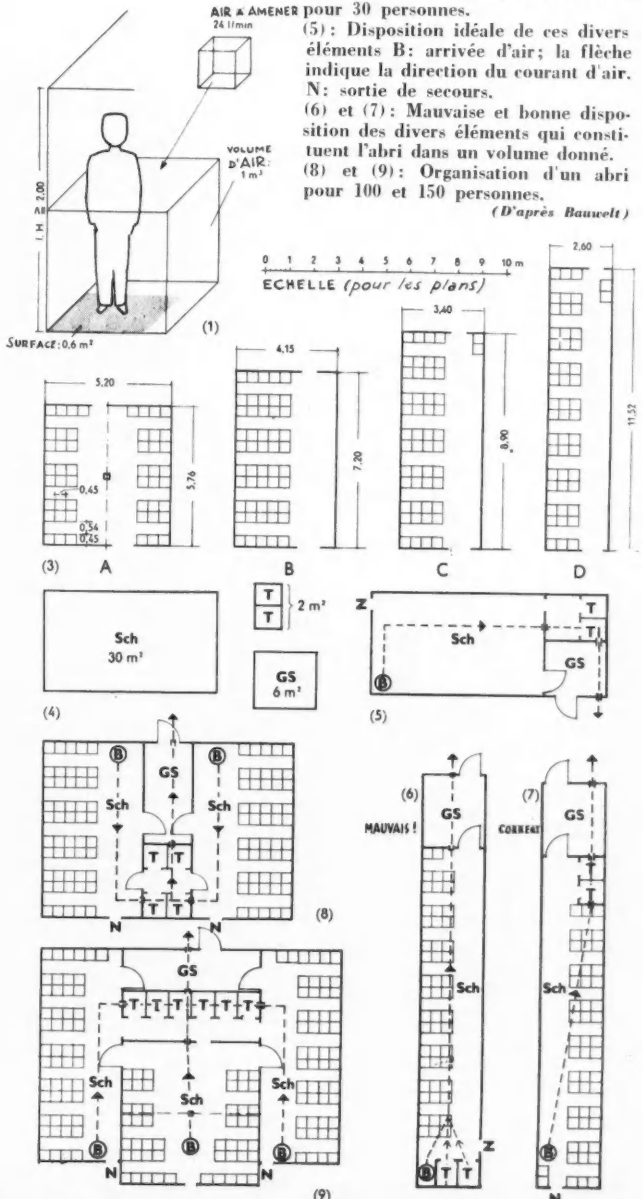 AIR A AMENER
24 l/min
pour 30 personnes.
(5): Disposition idéale de ces divers
éléments B: arrivée d'air; la flèche
indique la direction du courant d'air.
N: sortie de secours.
(6) et (7): Mauvaise et bonne dispo-
sition des divers éléments qui consti-
tuent l'abri dans un volume donné.
(8) et (9): Organisation d'un abri
pour 100 et 150 personnes.
(D'après Bauwelt)
VOLUME
D'AIR:
1 m³
2,00
SURFACE: 0,6 m²
(1)
0 1 2 3 4 5 6 7 8 9 10 m
ECHELLE (pour les plans)
5,20
5,76
0,45
0,54
0,45
(3) A
4,15
7,20
B
3,40
8,90
C
2,60
11,52
D
Sch
30 m²
(4)
T
T
2 m²
GS
6 m²
N
B
Sch
T
T
GS
(5)
B
GS
B
Sch
Sch
T T
T T
N
N
(8)
(6)
MAUVAIS!
GS
Sch
N
B T T
(7)
CORRECT
GS
T
T
Sch
B
N
GS
T T T T T T
Sch
Sch
Sch
B
B
B
N
N
(9)